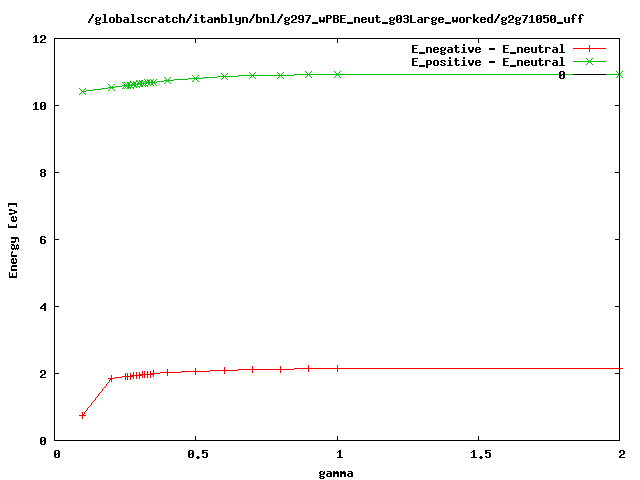 /globalscratch/itamblyn/bnl/g297_wPBE_neut_g03Large_worked/g2g71050_uff
E_negative - E_neutral
E_positive - E_neutral
0
12
10
8
6
4
2
0
Energy [eV]
0
0.5
1
1.5
2
gamma